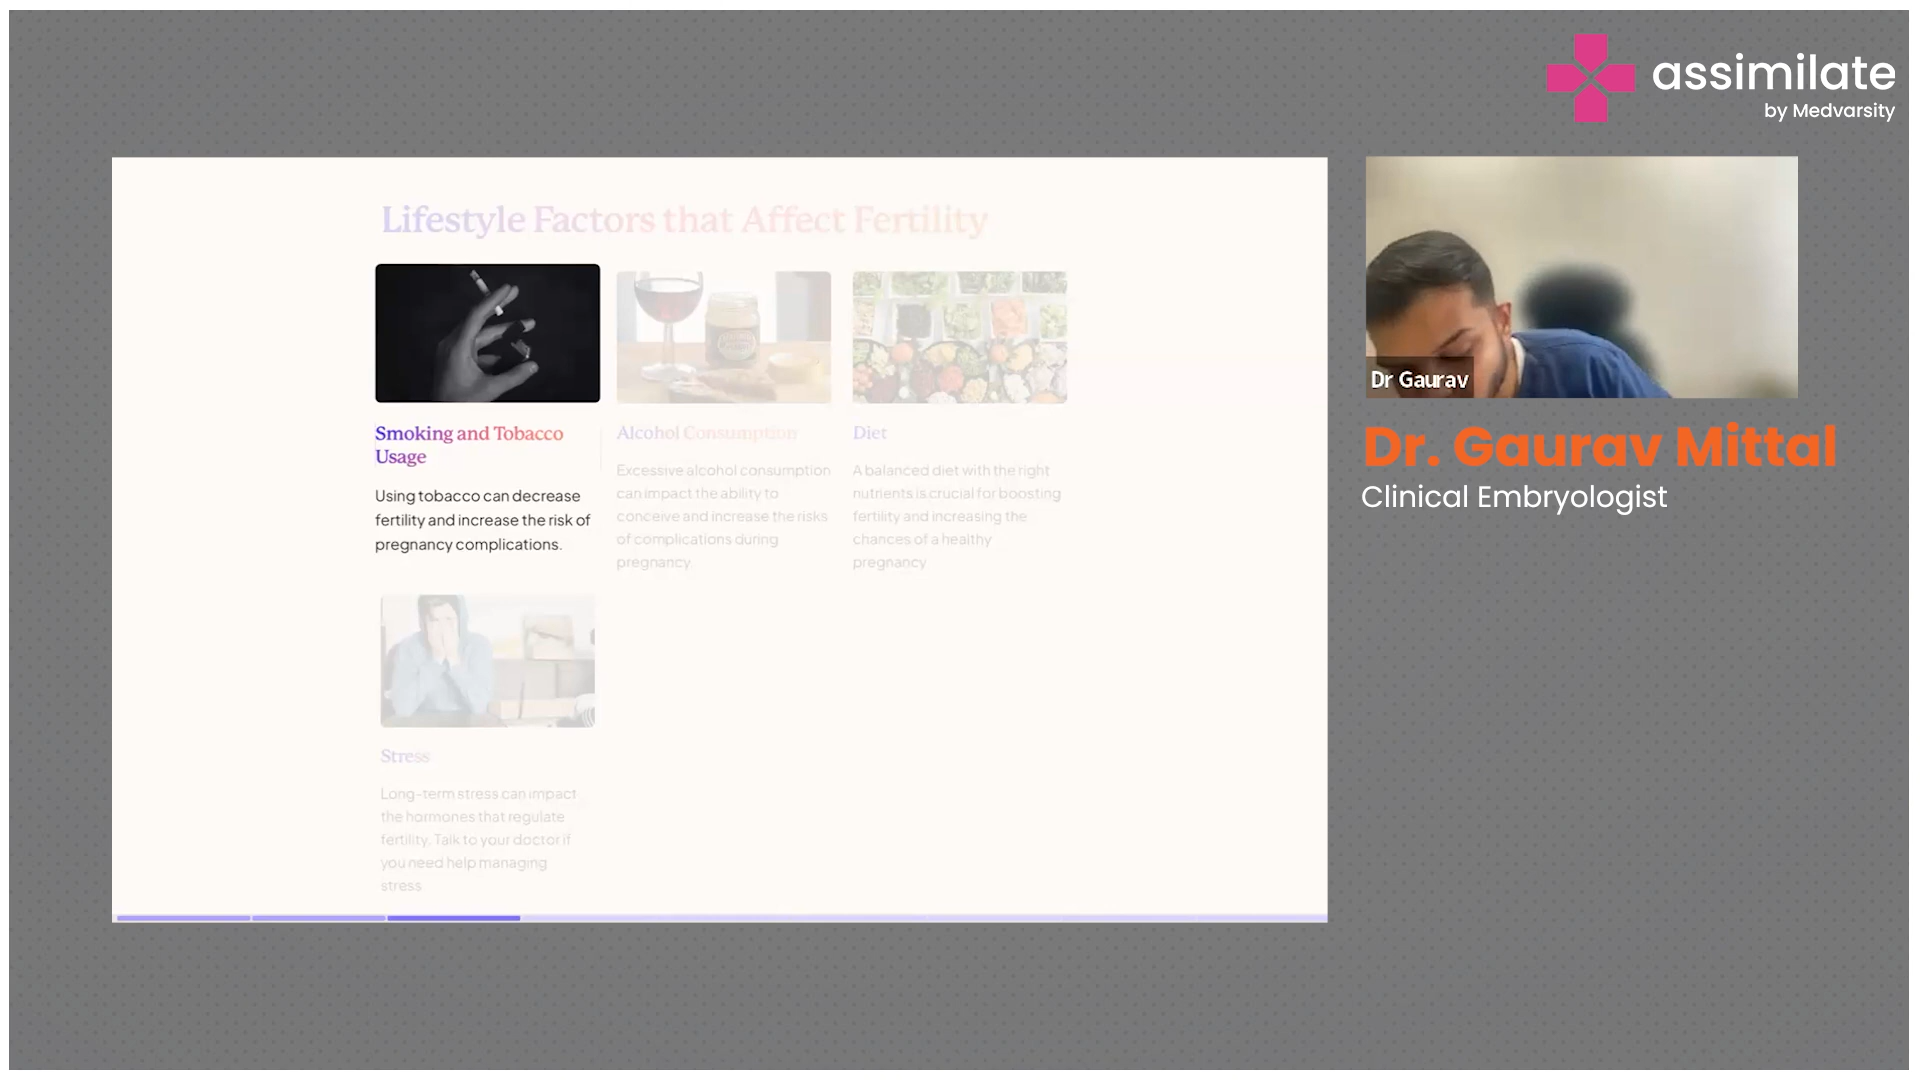 assimilate
by Medvarsity
Lifestyle Factors that Affect Fertility
Smoking and Tobacco
Usage
Using tobacco can decrease
fertility and increase the risk of
pregnancy complications.
Alcohol Consumption
Excessive alcohol consumption
can impact the ability to
conceive and increase the risks
of complications during
pregnancy
Diet
A balanced diet with the right
nutrients is crucial for boosting
fertility and increasing the
chances of a healthy
pregnancy
Stress
Long-term stress can impact
the hormones that regulate
fertility. Talk to your doctor if
you need help managing
stress
Dr Gaurav
Dr. Gaurav Mittal
Clinical Embryologist